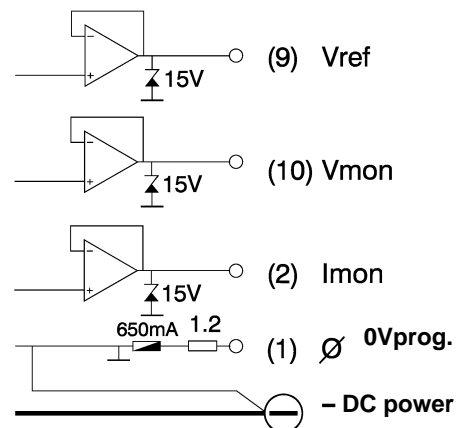 (9) Vref
15V
(10) Vmon
15V
(2) Imon
15V
650mA 1.2
(1) Ø 0Vprog.
– DC power